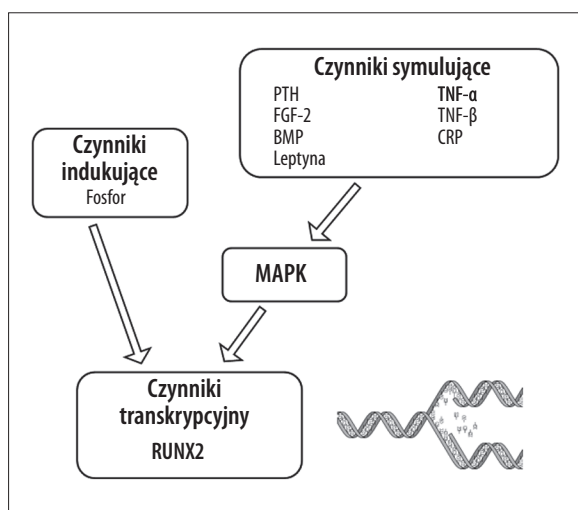 Czynniki symulujące
PTH
FGF-2
BMP
Leptyna
TNF-α
TNF-β
CRP
Czynniki
indukujące
Fosfor
MAPK
Czynniki
transkrypcyjny
RUNX2